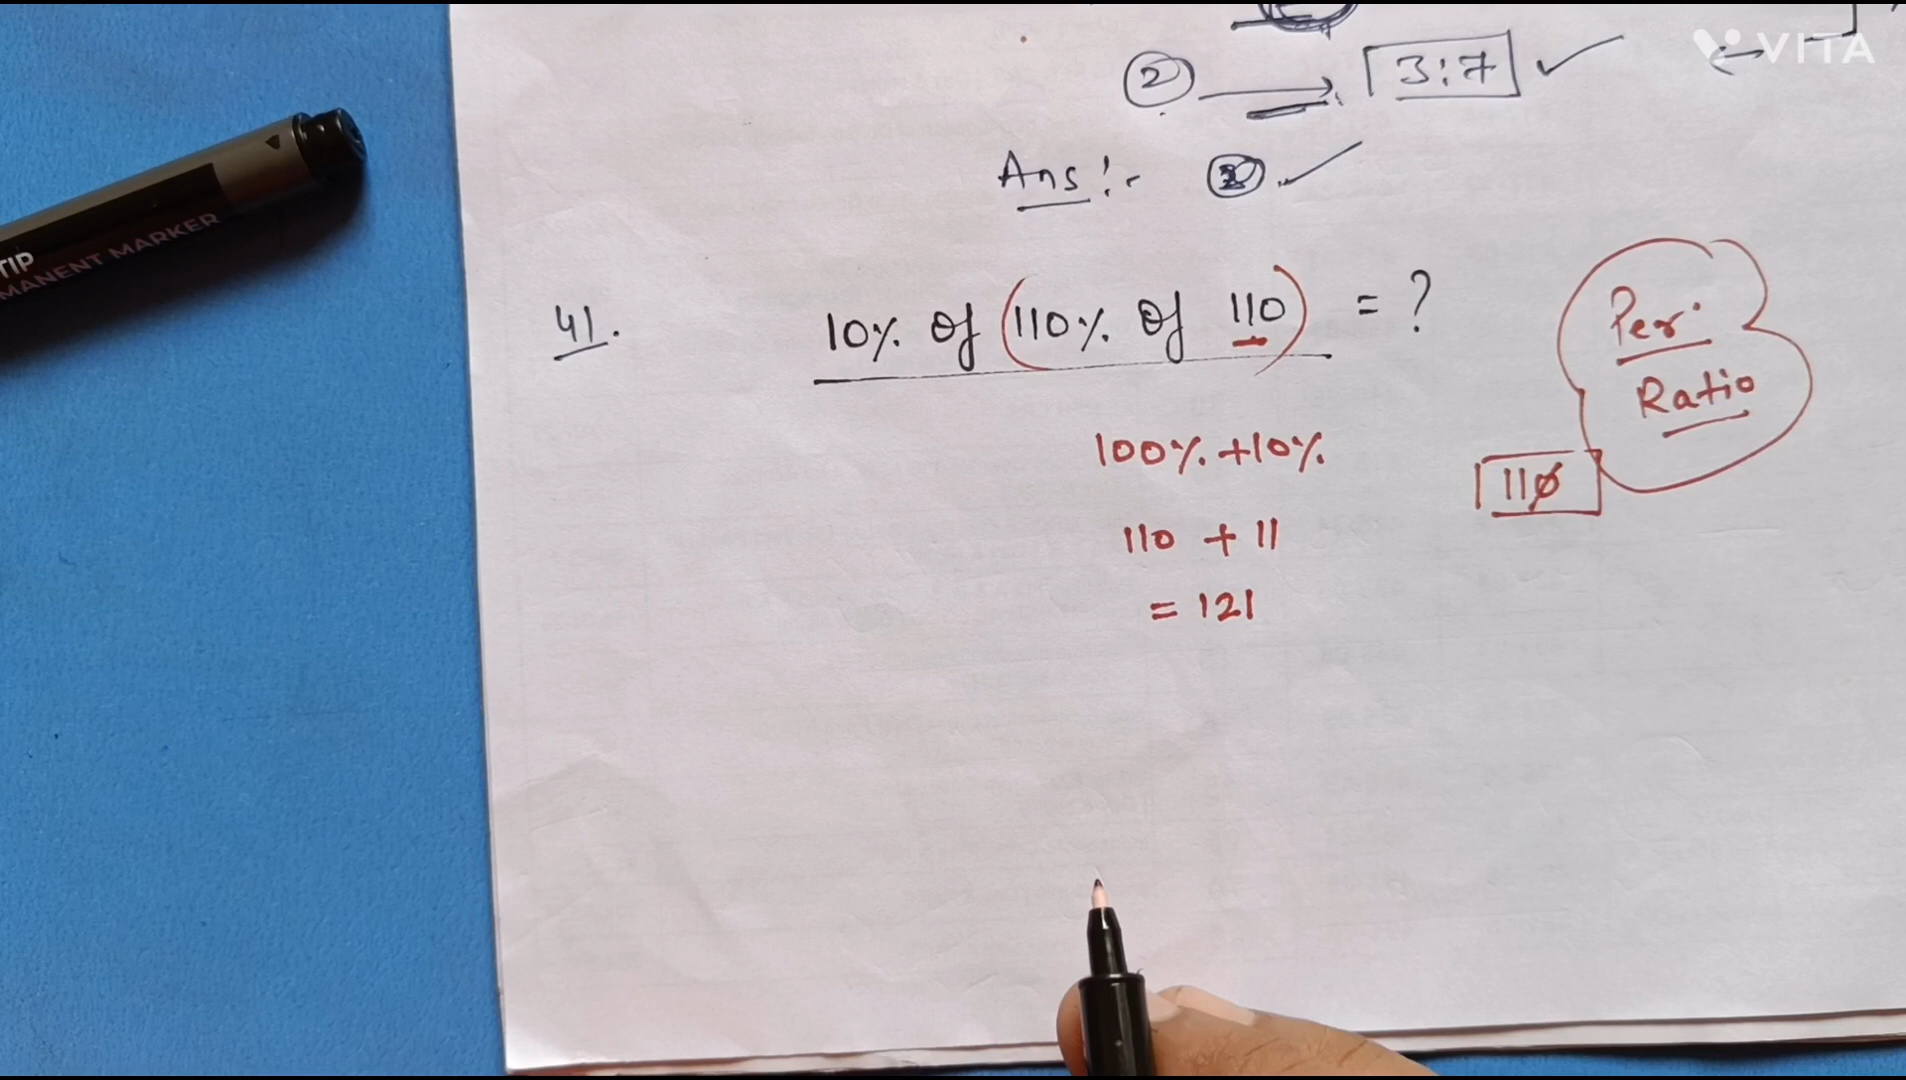 VITA
② → 3:7 ✓
Ans:-
TIP
MANENT MARKER
41. 10% of (110% of 110) = ?
Per.
Ratio
100% + 10%
110
110 + 11
= 121